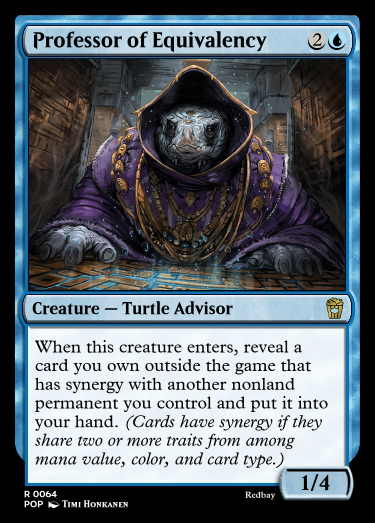 Professor of Equivalency 2
Creature — Turtle Advisor
When this creature enters, reveal a
card you own outside the game that
has synergy with another nonland
permanent you control and put it into
your hand. (Cards have synergy if they
share two or more traits from among
mana value, color, and card type.)
1/4
R 0064
Redbay
POP TIMI HONKANEN